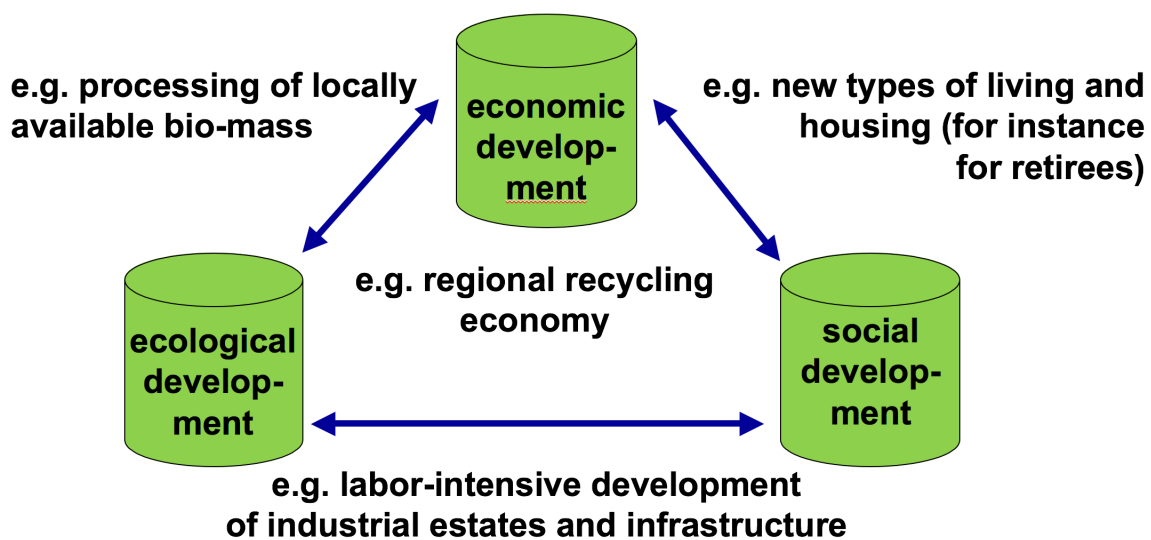 e.g. processing of locally
available bio-mass
economic
develop-
ment
e.g. new types of living and
housing (for instance
for retirees)
e.g. regional recycling
economy
ecological
develop-
ment
social
develop-
ment
e.g. labor-intensive development
of industrial estates and infrastructure